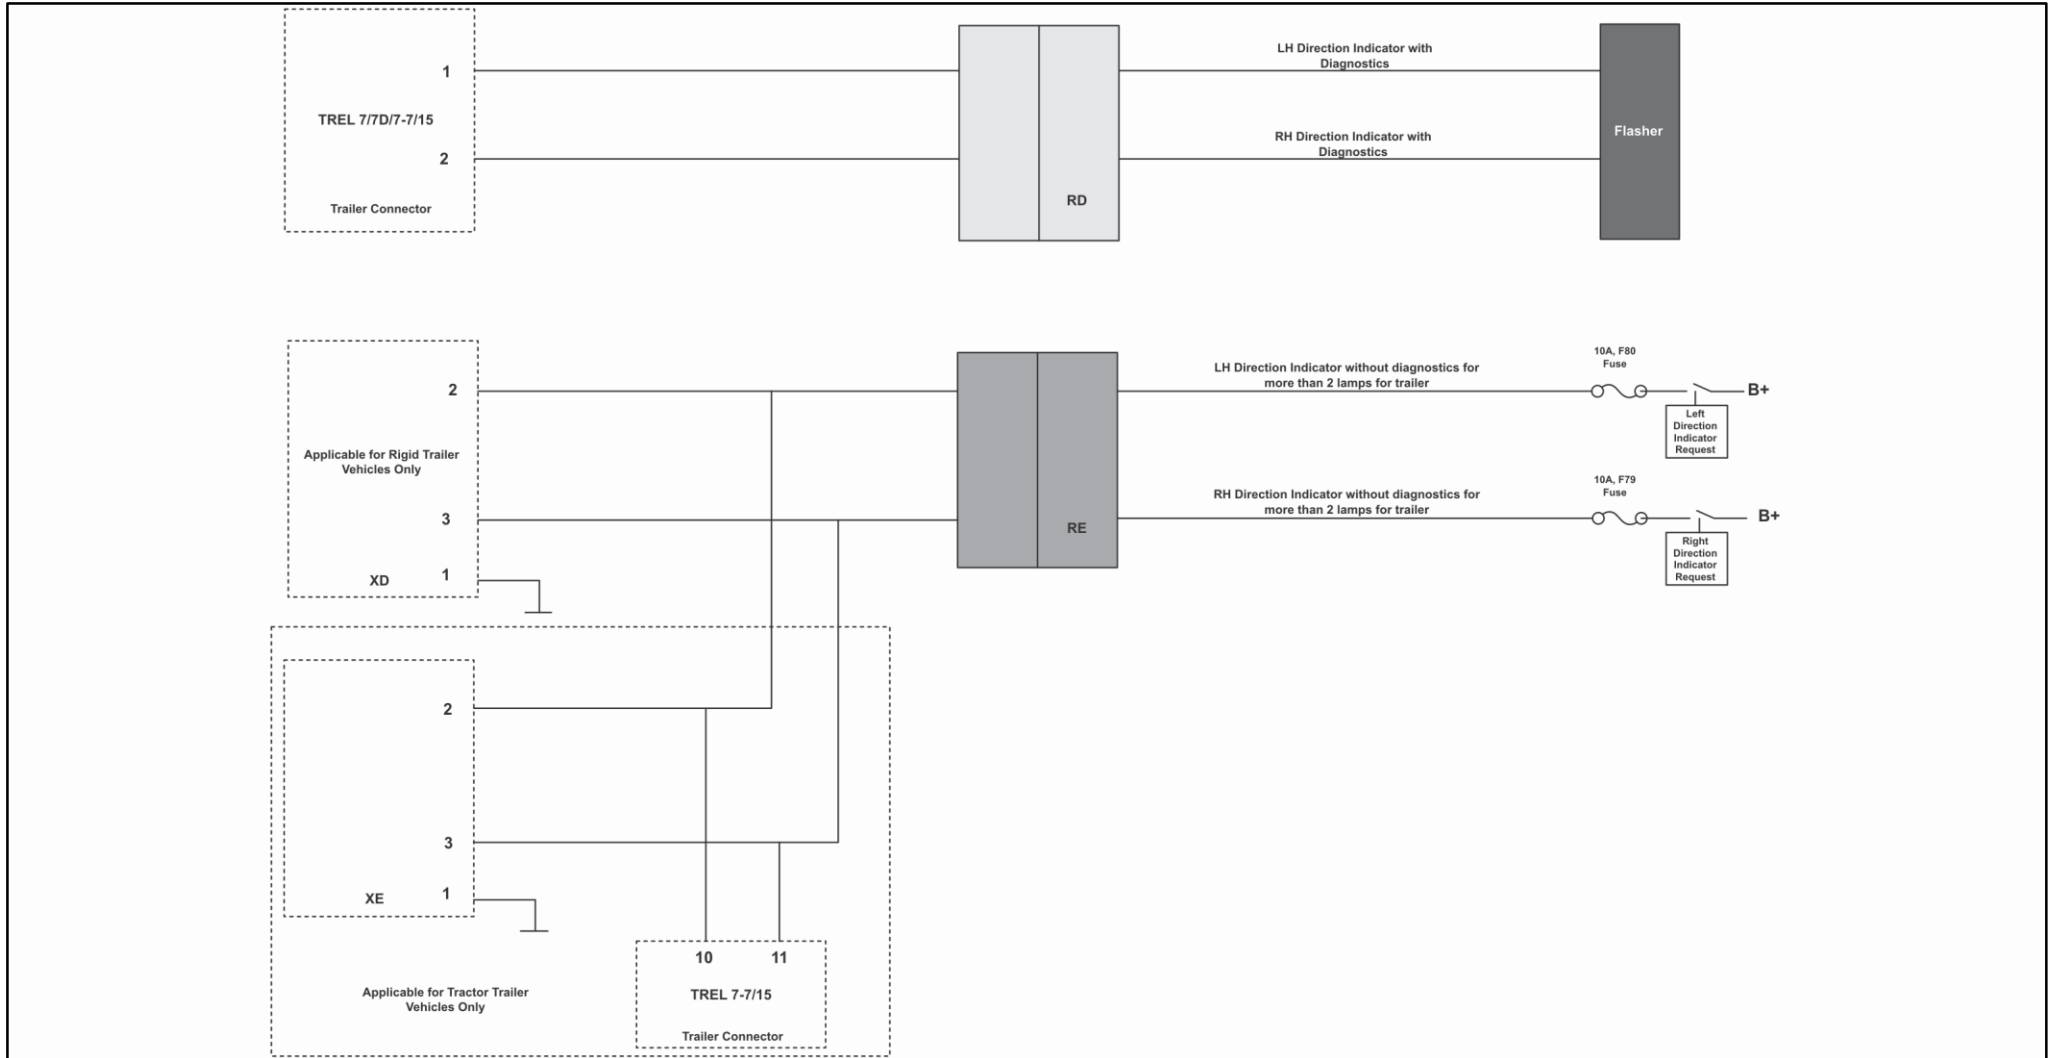 1
LH Direction Indicator with
Diagnostics
TREL 7/7D/7-7/15
Flasher
RH Direction Indicator with
Diagnostics
2
RD
Trailer Connector
10A, F80
Fuse
2
LH Direction Indicator without diagnostics for
more than 2 lamps for trailer
B+
Left
Direction
Indicator
Request
Applicable for Rigid Trailer
Vehicles Only
10A, F79
Fuse
3
RH Direction Indicator without diagnostics for
more than 2 lamps for trailer
B+
RE
Right
Direction
Indicator
Request
XD
1
2
3
XE
1
10
11
Applicable for Tractor Trailer
Vehicles Only
TREL 7-7/15
Trailer Connector